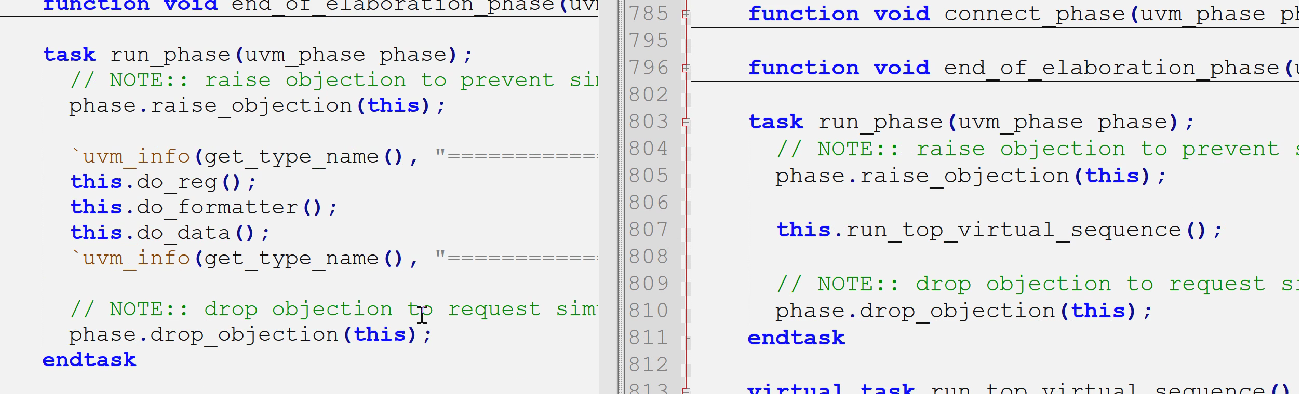 function void end_of_elaboration_phase(uvm
task run_phase(uvm_phase phase);
// NOTE:: raise objection to prevent sim
phase.raise_objection(this);
`uvm_info(get_type_name(), "===========
this.do_reg();
this.do_formatter();
this.do_data();
`uvm_info(get_type_name(), "===========
// NOTE:: drop objection to request sim
phase.drop_objection(this);
endtask
785 function void connect_phase(uvm_phase ph
795
796 function void end_of_elaboration_phase(u
802
803 task run_phase(uvm_phase phase);
804 // NOTE:: raise objection to prevent s
805 phase.raise_objection(this);
806
807 this.run_top_virtual_sequence();
808
809 // NOTE:: drop objection to request si
810 phase.drop_objection(this);
811 endtask
812
813 virtual task run_top_virtual_sequence()